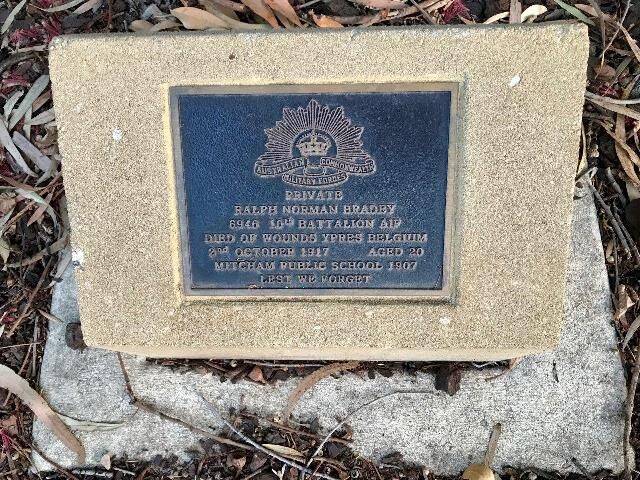 AUSTRALIAN COMMONWEALTH
MILITARY FORCES
PRIVATE
RALPH NORMAN BRADBY
6946 10TH BATTALION AIF
DIED OF WOUNDS YPRES BELGIUM
2ND OCTOBER 1917 AGED 20
MITCHAM PUBLIC SCHOOL 1907
LEST WE FORGET